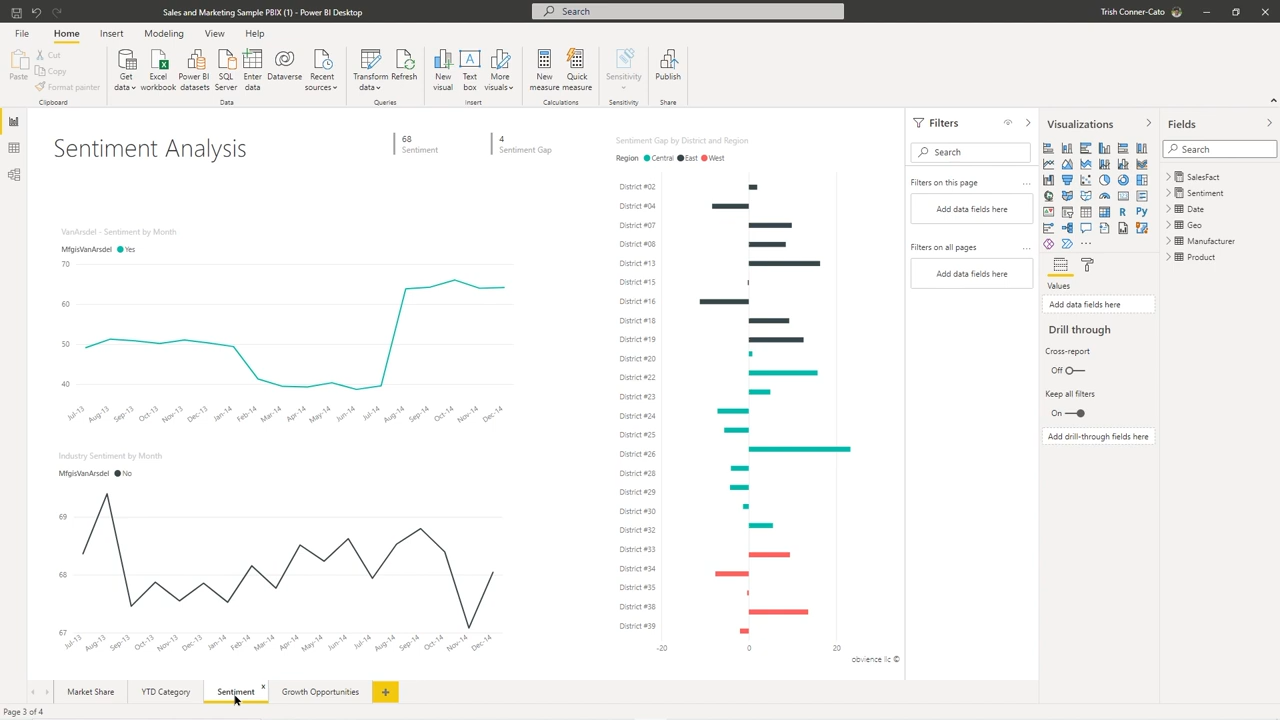 Sales and Marketing Sample PBIX (1) - Power BI Desktop
Search
Trish Conner-Cato
File Home Insert Modeling View Help
Paste
Cut
Copy
Format painter
Clipboard
Get data
Excel workbook
Power BI datasets
SQL Server
Enter data
Dataverse
Recent sources
Data
Transform data
Refresh
Queries
New visual
Text box
More visuals
Insert
New measure
Quick measure
Calculations
Sensitivity
Sensitivity
Publish
Share
Sentiment Analysis
68
Sentiment
4
Sentiment Gap
VanArsdel - Sentiment by Month
MfgisVanArsdel Yes
70
60
50
40
Jul-13 Aug-13 Sep-13 Oct-13 Nov-13 Dec-13 Jan-14 Feb-14 Mar-14 Apr-14 May-14 Jun-14 Jul-14 Aug-14 Sep-14 Oct-14 Nov-14 Dec-14
Industry Sentiment by Month
MfgisVanArsdel No
69
68
67
Jul-13 Aug-13 Sep-13 Oct-13 Nov-13 Dec-13 Jan-14 Feb-14 Mar-14 Apr-14 May-14 Jun-14 Jul-14 Aug-14 Sep-14 Oct-14 Nov-14 Dec-14
Sentiment Gap by District and Region
Region Central East West
District #02
District #04
District #07
District #08
District #13
District #15
District #16
District #18
District #19
District #20
District #22
District #23
District #24
District #25
District #26
District #28
District #29
District #30
District #32
District #33
District #34
District #35
District #38
District #39
-20 0 20
obvience llc ©
Filters
Search
Filters on this page
Add data fields here
Filters on all pages
Add data fields here
Visualizations
R Py
Values
Add data fields here
Drill through
Cross-report
Off
Keep all filters
On
Add drill-through fields here
Fields
Search
SalesFact
Sentiment
Date
Geo
Manufacturer
Product
Market Share YTD Category Sentiment x Growth Opportunities +
Page 3 of 4